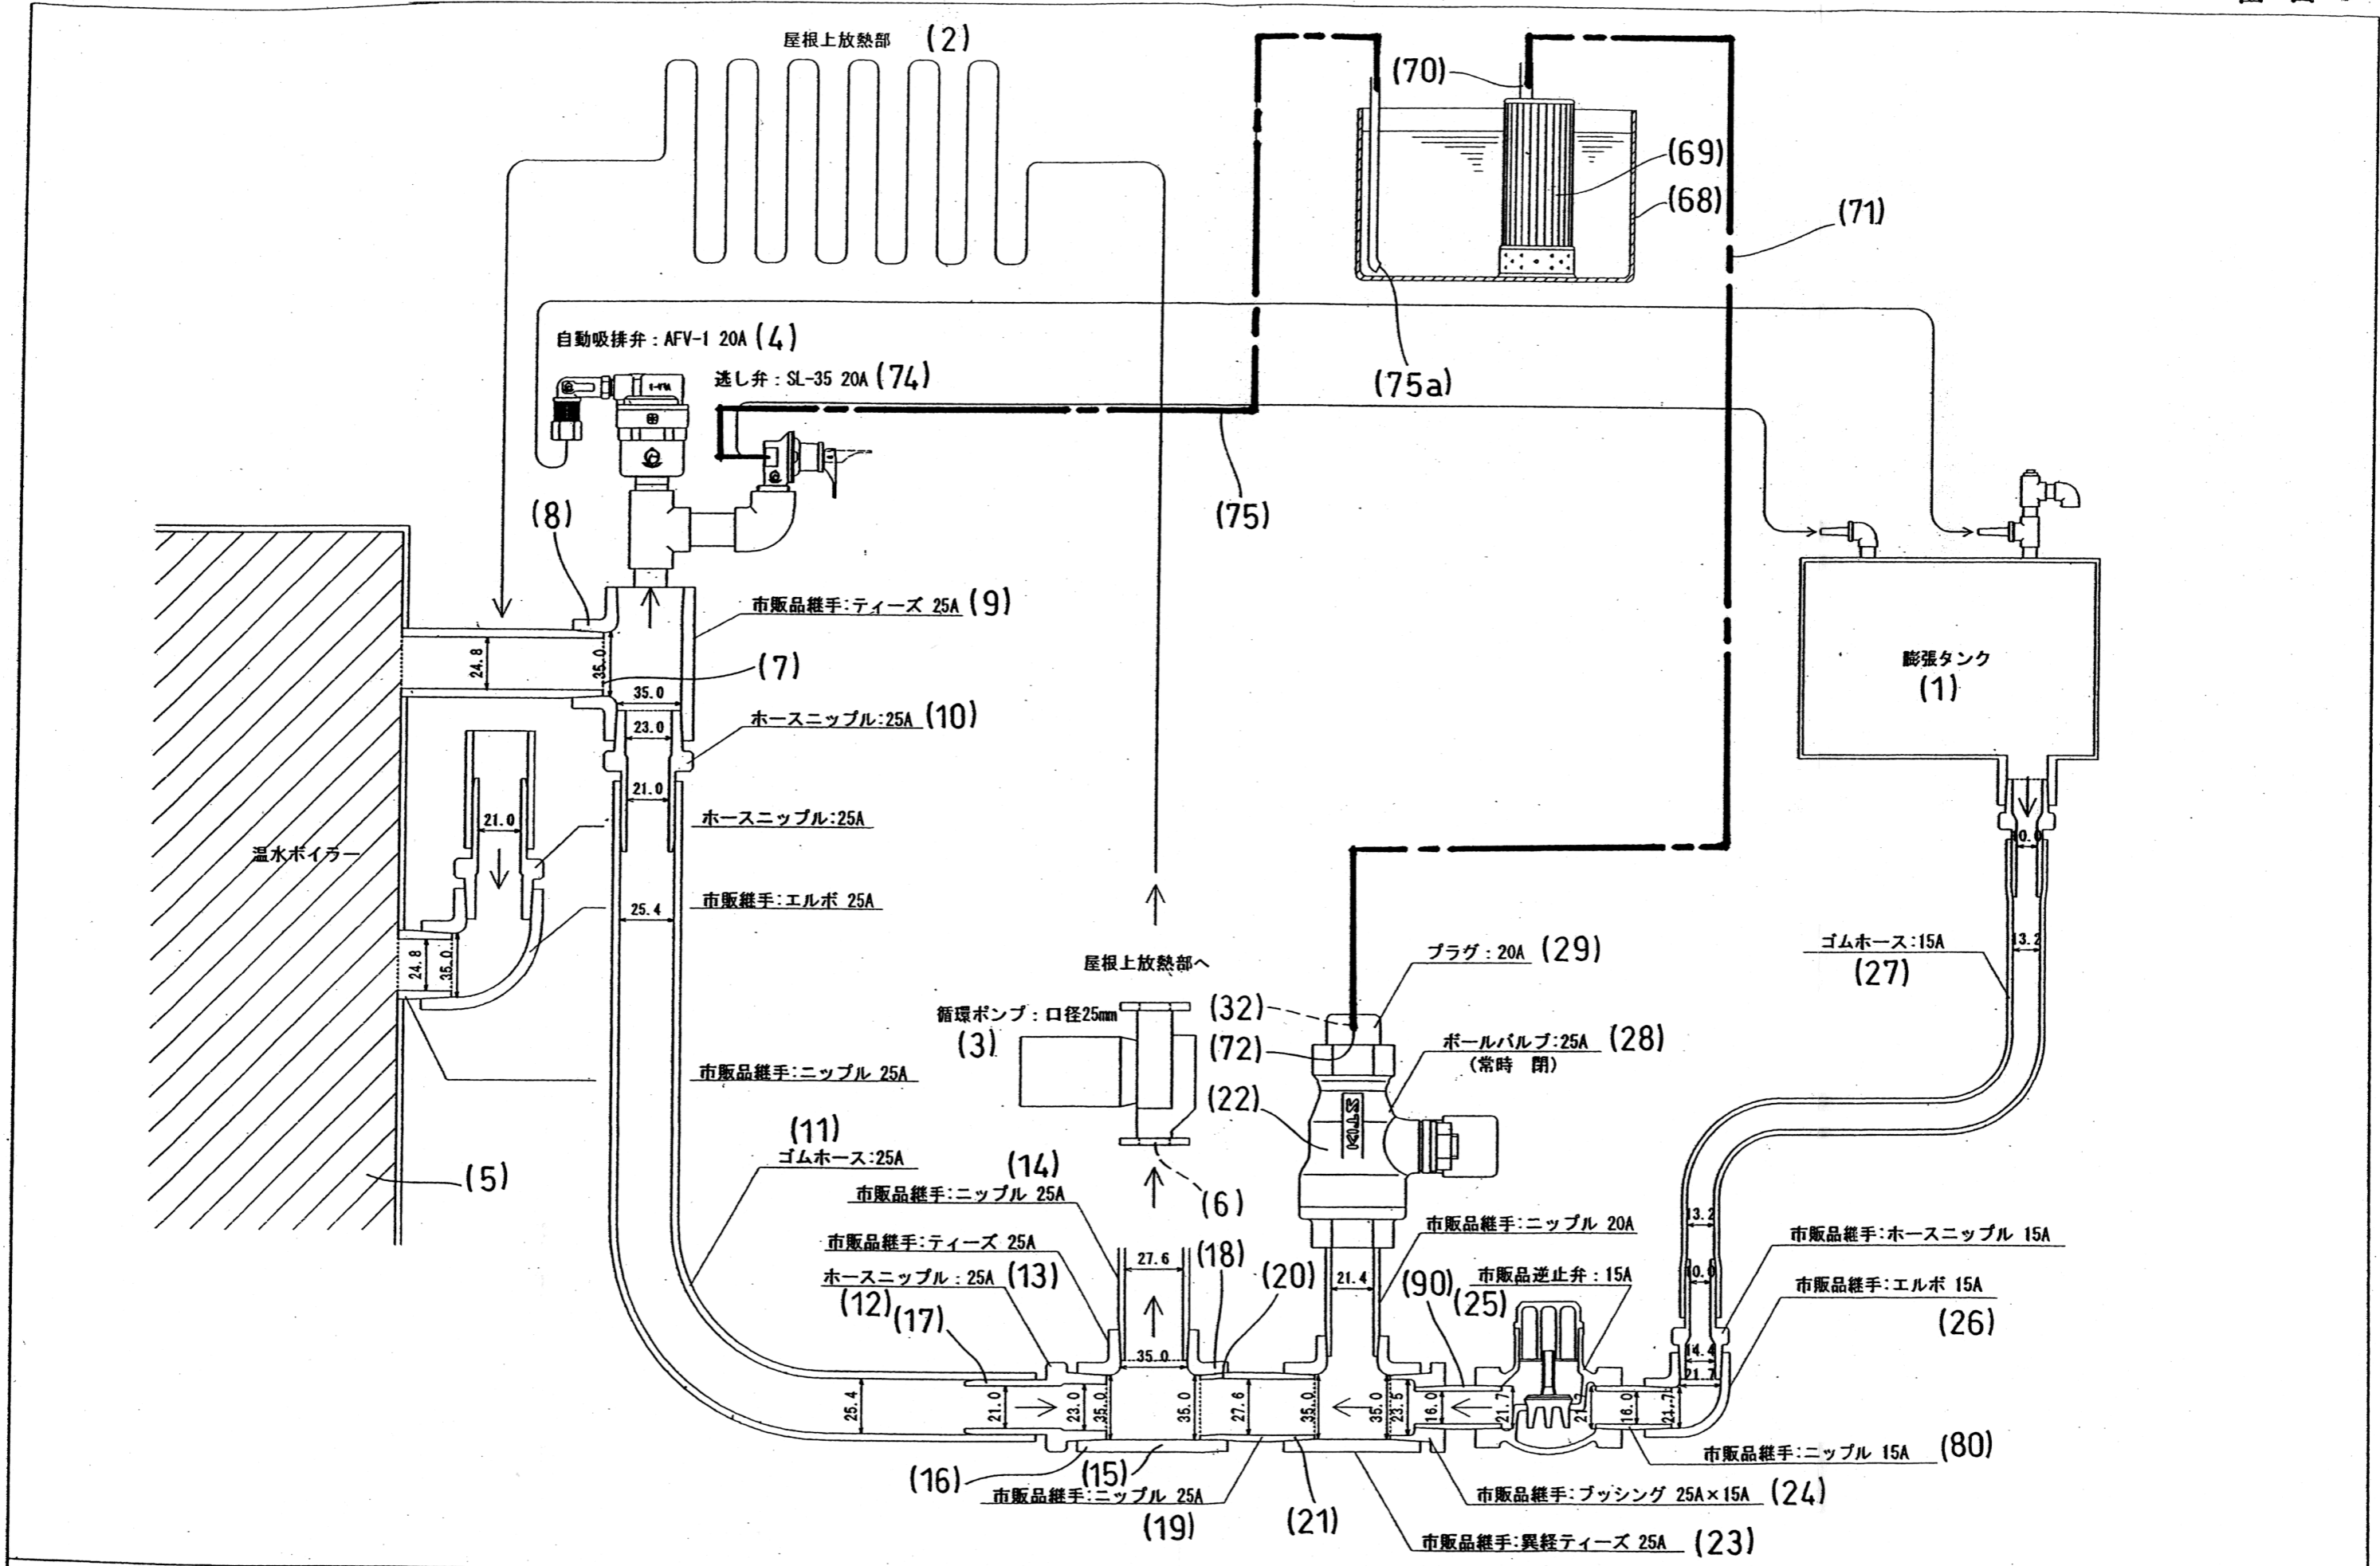 屋根上放熱部 (2)
(70)
(69)
(68)
(71)
自動吸排弁：AFV-1 20A (4)
逃し弁：SL-35 20A (74)
(75a)
(75)
(8)
市販品継手：ティーズ 25A (9)
24.8
35.0
(7)
35.0
ホースニップル：25A (10)
23.0
21.0
膨張タンク
(1)
ホースニップル：25A
21.0
温水ボイラー
市販継手：エルボ 25A
25.4
13.2
ゴムホース：15A
(27)
24.8
35.0
屋根上放熱部へ
プラグ：20A (29)
循環ポンプ：口径25mm
(3)
(32)
(72)
ボールバルブ：25A (28)
(常時 閉)
市販品継手：ニップル 25A
(22)
KITZ
(11)
ゴムホース：25A
(5)
(14)
市販品継手：ニップル 25A
(6)
13.2
市販品継手：ニップル 20A
市販品継手：ホースニップル 15A
市販品継手：ティーズ 25A
(18)
27.6
ホースニップル：25A (13)
(20)
21.4
(90)
市販品逆止弁：15A
(25)
10.0
市販品継手：エルボ 15A
(26)
(12)
(17)
35.0
14.4
21.7
25.4
21.0
23.0
35.0
35.0
27.6
35.0
35.0
23.5
16.0
21.7
16.0
21.7
(16)
(15)
市販品継手：ニップル 15A (80)
市販品継手：ニップル 25A
(19)
(21)
市販品継手：ブッシング 25A×15A (24)
市販品継手：異経ティーズ 25A (23)